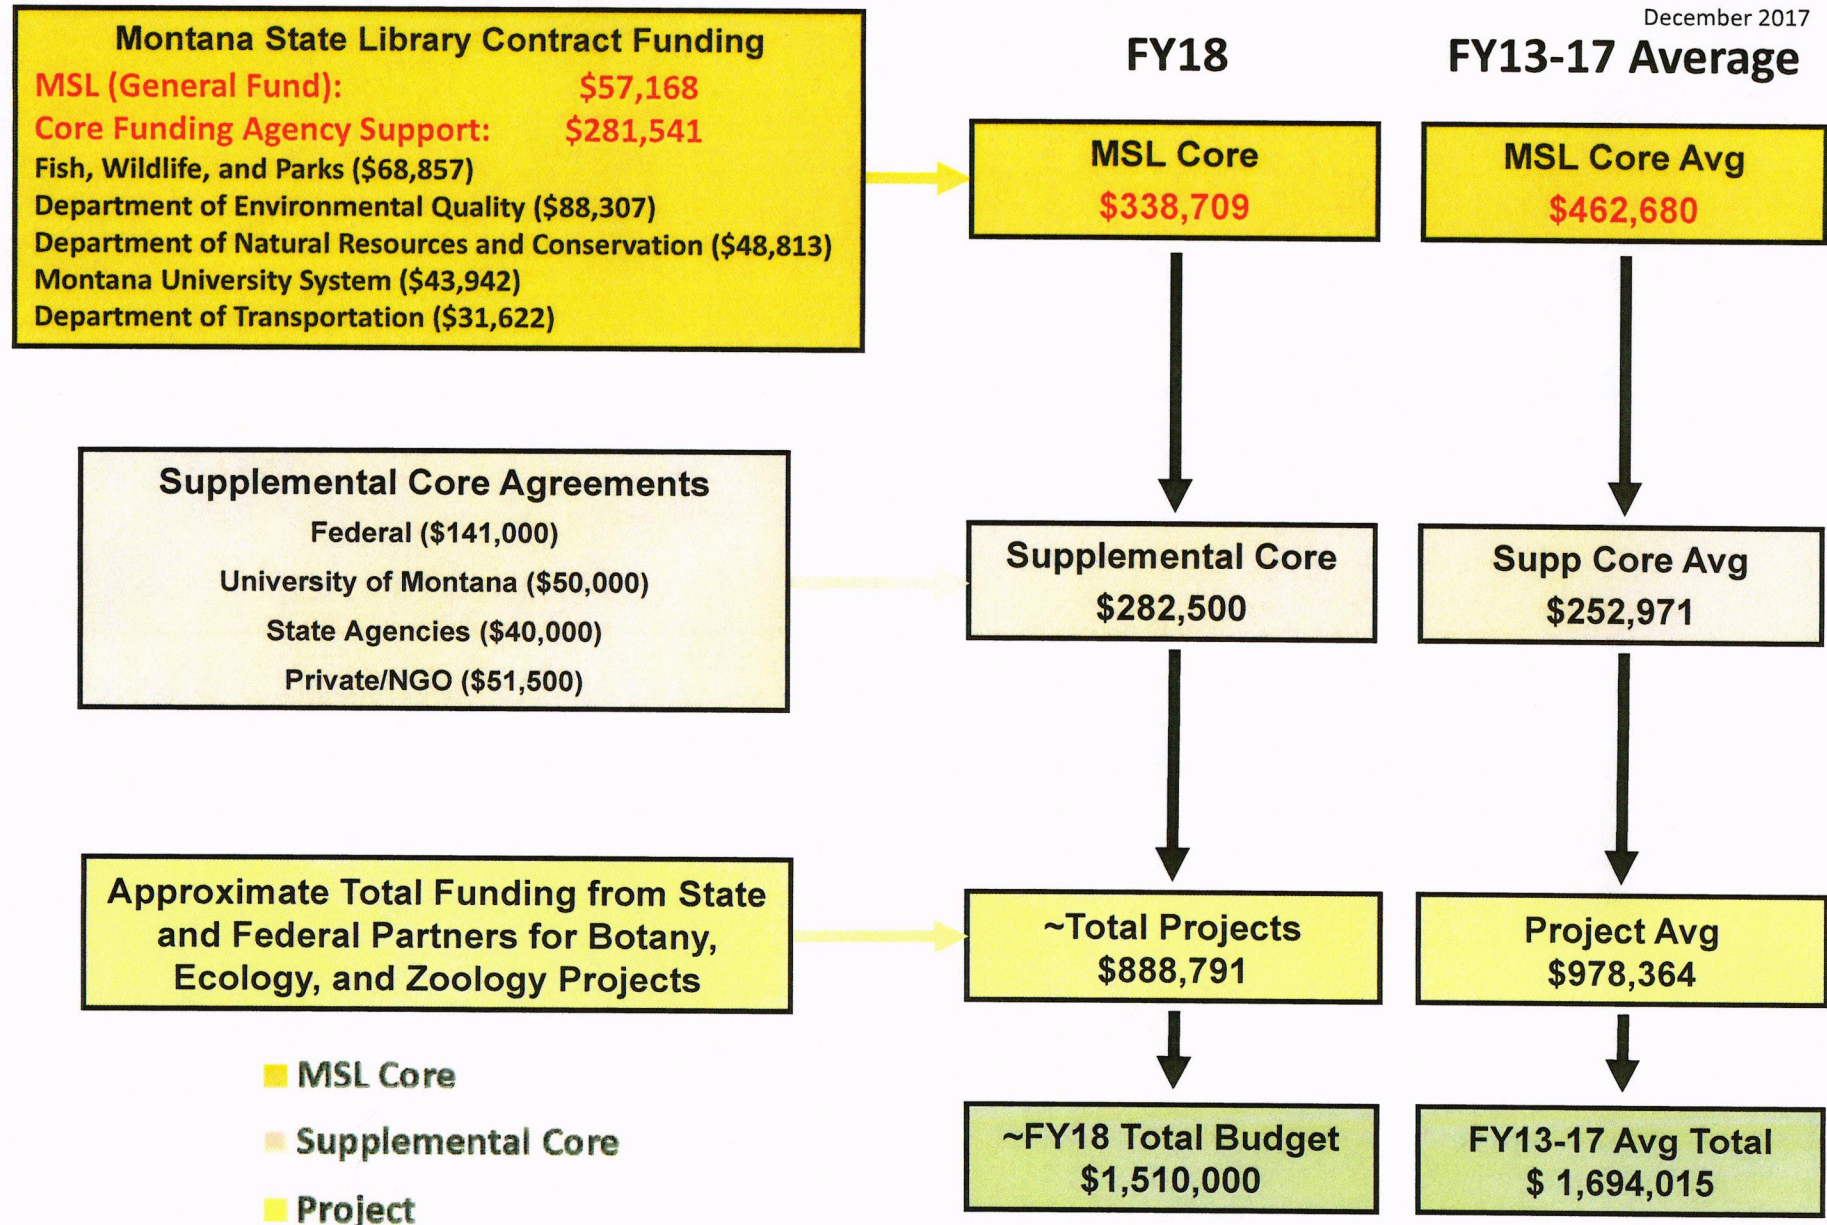 December 2017
Montana State Library Contract Funding
MSL (General Fund): $57,168
Core Funding Agency Support: $281,541
Fish, Wildlife, and Parks ($68,857)
Department of Environmental Quality ($88,307)
Department of Natural Resources and Conservation ($48,813)
Montana University System ($43,942)
Department of Transportation ($31,622)
FY18
FY13-17 Average
MSL Core
$338,709
MSL Core Avg
$462,680
Supplemental Core Agreements
Federal ($141,000)
University of Montana ($50,000)
State Agencies ($40,000)
Private/NGO ($51,500)
Supplemental Core
$282,500
Supp Core Avg
$252,971
Approximate Total Funding from State
and Federal Partners for Botany,
Ecology, and Zoology Projects
~Total Projects
$888,791
Project Avg
$978,364
MSL Core
Supplemental Core
Project
~FY18 Total Budget
$1,510,000
FY13-17 Avg Total
$ 1,694,015